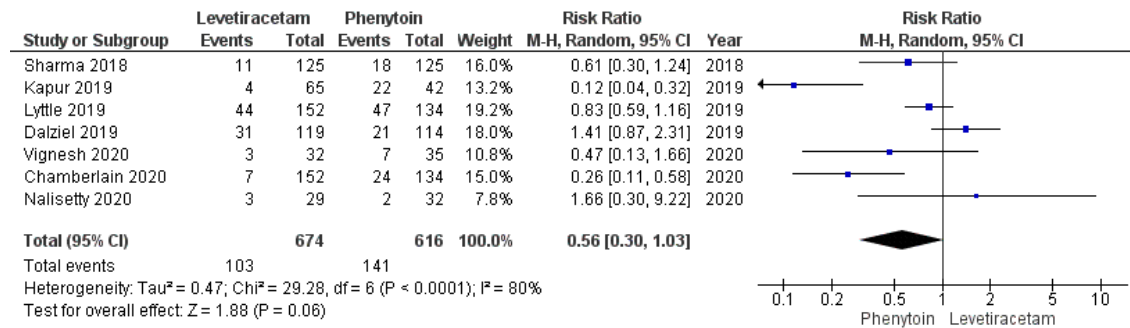 Levetiracetam Phenytoin Risk Ratio Risk Ratio
Study or Subgroup Events Total Events Total Weight M-H, Random, 95% CI Year M-H, Random, 95% CI
Sharma 2018 11 125 18 125 16.0% 0.61 [0.30, 1.24] 2018
Kapur 2019 4 65 22 42 13.2% 0.12 [0.04, 0.32] 2019
Lyttle 2019 44 152 47 134 19.2% 0.83 [0.59, 1.16] 2019
Dalziel 2019 31 119 21 114 18.0% 1.41 [0.87, 2.31] 2019
Vignesh 2020 3 32 7 35 10.8% 0.47 [0.13, 1.66] 2020
Chamberlain 2020 7 152 24 134 15.0% 0.26 [0.11, 0.58] 2020
Nalisetty 2020 3 29 2 32 7.8% 1.66 [0.30, 9.22] 2020
Total (95% CI) 674 616 100.0% 0.56 [0.30, 1.03]
Total events 103 141
Heterogeneity: Tau² = 0.47; Chi² = 29.28, df = 6 (P < 0.0001); I² = 80%
Test for overall effect: Z = 1.88 (P = 0.06)
0.1 0.2 0.5 1 2 5 10
Phenytoin Levetiracetam